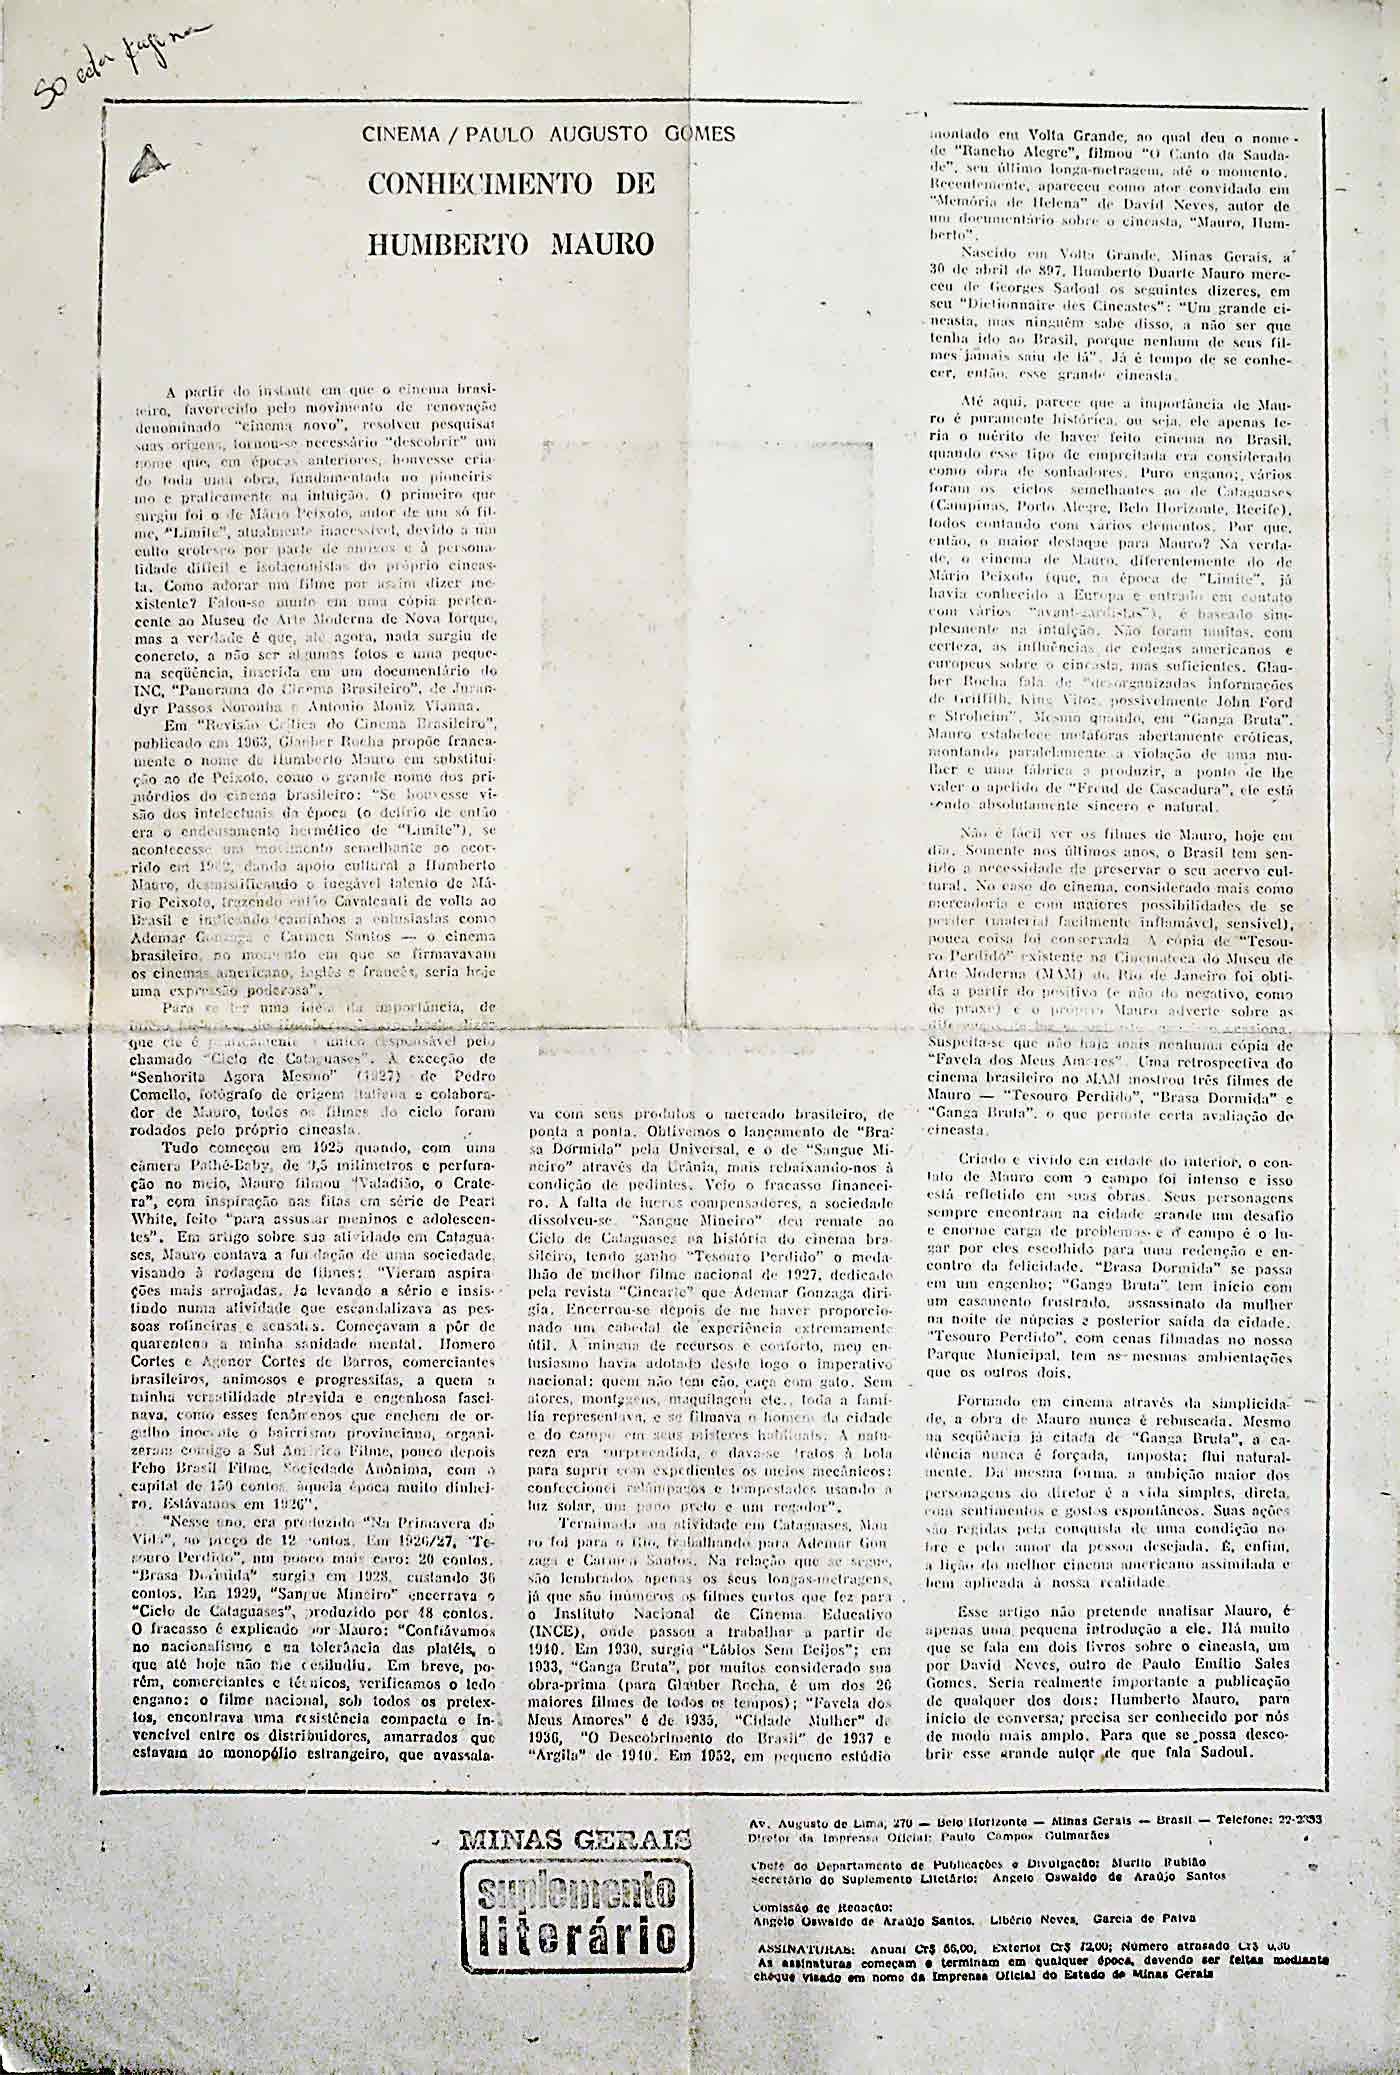 CINEMA / PAULO AUGUSTO GOMES
CONHECIMENTO DE
HUMBERTO MAURO
A partir do instante em que o cinema brasi-
leiro, favorecido pelo movimento de renovação
denominado "cinema novo", resolveu pesquisar
suas origens, tornou-se necessário "descobrir" um
nome que, em épocas anteriores, houvesse cria-
do toda uma obra, fundamentada no pioneiris
mo e praticamente na intuição. O primeiro que
surgiu foi o de Mário Peixoto, autor de um só fil-
me, "Limite", atualmente inacessível, devido a um
culto grotesco por parte de amigos e à persona-
lidade difícil e isolacionista do próprio cineas-
ta. Como adorar um filme por assim dizer ine-
xistente? Falou-se muito em uma cópia perten-
cente ao Museu de Arte Moderna de Nova Iorque,
mas a verdade é que, até agora, nada surgiu de
concreto, a não ser algumas fotos e uma peque-
na seqüência, inserida em um documentário do
INC, "Panorama do Cinema Brasileiro", de Juran-
dyr Passos Noronha e Antonio Moniz Vianna.
Em "Revisão Crítica do Cinema Brasileiro",
publicado em 1963, Glauber Rocha propõe franca-
mente o nome de Humberto Mauro em substitui-
ção ao de Peixoto, como o grande nome dos pri-
mórdios do cinema brasileiro: "Se houvesse vi-
são dos intelectuais da época (o delírio de então
era o endeusamento hermético de "Limite"), se
acontecesse um movimento semelhante ao ocor-
rido em 1962, dando apoio cultural a Humberto
Mauro, desmistificando o inegável talento de Má-
rio Peixoto, trazendo então Cavalcanti de volta ao
Brasil e indicando caminhos a entusiastas como
Ademar Gonzaga e Carmen Santos — o cinema
brasileiro, no momento em que se firmavavam
os cinemas americano, inglês e francês, seria hoje
uma expressão poderosa".
Para se ter uma idéia da importância, de
que ele é praticamente o único responsável pelo
chamado "Ciclo de Cataguases". À exceção de
"Senhorita Agora Mesmo" (1927) de Pedro
Comello, fotógrafo de origem italiana e colabora-
dor de Mauro, todos os filmes do ciclo foram
rodados pelo próprio cineasta.
Tudo começou em 1925 quando, com uma
câmera Pathé-Baby, de 9,5 milímetros e perfura-
ção no meio, Mauro filmou "Valadião, o Crate-
ra", com inspiração nas fitas em série de Pearl
White, feito "para assustar meninos e adolescen-
tes". Em artigo sobre sua atividade em Catagua-
ses, Mauro contava a fundação de uma sociedade,
visando à rodagem de filmes: "Vieram aspira
ções mais arrojadas. Ia levando a sério e insis-
tindo numa atividade que escandalizava as pes-
soas rotineiras e sensatas. Começavam a pôr de
quarentena a minha sanidade mental. Homero
Cortes e Agenor Cortes de Barros, comerciantes
brasileiros, animosos e progressitas, a quem a
minha versatilidade atrevida e engenhosa fasci-
nava, como esses fenômenos que enchem de or-
gulho inocente o bairrismo provinciano, organi-
zeram comigo a Sul América Filme, pouco depois
Feho Brasil Filme, Sociedade Anônima, com o
capital de 150 contos, àquela época muito dinhei-
ro. Estávamos em 1926".
"Nesse ano, era produzido "Na Primavera da
Vida", ao preço de 12 contos. Em 1926/27, "Te-
souro Perdido", um pouco mais caro: 20 contos.
"Brasa Dormida" surgia em 1928, custando 36
contos. Em 1929, "Sangue Mineiro" encerrava o
"Ciclo de Cataguases", produzido por 48 contos.
O fracasso é explicado por Mauro: "Confiávamos
no nacionalismo e na tolerância das platéis, o
que até hoje não me desiludiu. Em breve, po-
rém, comerciantes e técnicos, verificamos o ledo
engano: o filme nacional, sob todos os pretex-
tos, encontrava uma resistência compacta e in-
vencível entre os distribuidores, amarrados que
estavam ao monopólio estrangeiro, que avassala-
va com seus produtos o mercado brasileiro, de
ponta a ponta. Obtivemos o lançamento de "Bra-
sa Dormida" pela Universal, e o de "Sangue Mi-
neiro" através da Urânia, mais rebaixando-nos à
condição de pedintes. Veio o fracasso financei-
ro. À falta de lucros compensadores, a sociedade
dissolveu-se. "Sangue Mineiro" deu remate ao
Ciclo de Cataguases na história do cinema bra-
sileiro, tendo ganho "Tesouro Perdido" o meda-
lhão de melhor filme nacional de 1927, dedicado
pela revista "Cinearte" que Ademar Gonzaga diri-
gia. Encerrou-se depois de me haver proporcio-
nado um cabedal de experiência extremamente
útil. À míngua de recursos e conforto, meu en-
tusiasmo havia adotado desde logo o imperativo
nacional: quem não tem cão, caça com gato. Sem
atores, montagens, maquilagem etc., toda a famí-
lia representava, e se filmava o homem da cidade
e do campo em seus misteres habituais. A natu-
reza era surpreendida, e dava-se tratos à bola
para suprir com expedientes os meios mecânicos:
confeccionei relâmpagos e tempestades usando a
luz solar, um pano preto e um regador".
Terminada sua atividade em Cataguases, Mau
ro foi para o Rio, trabalhando para Ademar Gon
zaga e Carmen Santos. Na relação que se segue,
são lembrados apenas os seus longas-metragens,
já que são inúmeros os filmes curtos que fez para
o Instituto Nacional de Cinema Educativo
(INCE), onde passou a trabalhar a partir de
1940. Em 1930, surgiu "Lábios Sem Beijos"; em
1933, "Ganga Bruta", por muitos considerado sua
obra-prima (para Glauber Rocha, é um dos 20
maiores filmes de todos os tempos); "Favela dos
Meus Amores" é de 1935, "Cidade Mulher" de
1936, "O Descobrimento do Brasil" de 1937 e
"Argila" de 1940. Em 1952, em pequeno estúdio
montado em Volta Grande, ao qual deu o nome
de "Rancho Alegre", filmou "O Canto da Sauda-
de", seu último longa-metragem, até o momento.
Recentemente, apareceu como ator convidado em
"Memória de Helena" de David Neves, autor de
um documentário sobre o cineasta, "Mauro, Hum-
berto".
Nascido em Volta Grande, Minas Gerais, a
30 de abril de 897, Humberto Duarte Mauro mere-
ceu de Georges Sadoul os seguintes dizeres, em
seu "Dictionnaire des Cineastes": "Um grande ci-
neasta, mas ninguém sabe disso, a não ser que
tenha ido ao Brasil, porque nenhum de seus fil-
mes jamais saiu de lá". Já é tempo de se conhe-
cer, então, esse grande cineasta.
Até aqui, parece que a importância de Mau-
ro é puramente histórica, ou seja, ele apenas te-
ria o mérito de haver feito cinema no Brasil,
quando esse tipo de empreitada era considerado
como obra de sonhadores. Puro engano; vários
foram os ciclos semelhantes ao de Cataguases
(Campinas, Porto Alegre, Belo Horizonte, Recife),
todos contando com vários elementos. Por que,
então, o maior destaque para Mauro? Na verda-
de, o cinema de Mauro, diferentemente do de
Mário Peixoto (que, na época de "Limite", já
havia conhecido a Europa e entrado em contato
com vários "avant-gardistas"), é baseado sim-
plesmente na intuição. Não foram muitas, com
certeza, as influências de colegas americanos e
europeus sobre o cineasta, mas suficientes. Glau-
ber Rocha fala de "desorganizadas informações
de Griffith, King Vitor, possivelmente John Ford
e Stroheim". Mesmo quando, em "Ganga Bruta",
Mauro estabelece metáforas abertamente eróticas,
montando paralelamente a violação de uma mu-
lher e uma fábrica a produzir, a ponto de lhe
valer o apelido de "Freud de Cascadura", ele está
sendo absolutamente sincero e natural.
Não é fácil ver os filmes de Mauro, hoje em
dia. Somente nos últimos anos, o Brasil tem sen-
tido a necessidade de preservar o seu acervo cul-
tural. No caso do cinema, considerado mais como
mercadoria e com maiores possibilidades de se
perder (material facilmente inflamável, sensível),
pouca coisa foi conservada. A cópia de "Tesou-
ro Perdido" existente na Cinemateca do Museu de
Arte Moderna (MAM) do Rio de Janeiro foi obti-
da a partir do positivo (e não do negativo, como
de praxe) e o próprio Mauro adverte sobre as
Suspeita-se que não haja mais nenhuma cópia de
"Favela dos Meus Amores". Uma retrospectiva do
cinema brasileiro no MAM mostrou três filmes de
Mauro — "Tesouro Perdido", "Brasa Dormida" e
"Ganga Bruta", o que permite certa avaliação do
cineasta.
Criado e vivido em cidade do interior, o con-
tato de Mauro com o campo foi intenso e isso
está refletido em suas obras. Seus personagens
sempre encontram na cidade grande um desafio
e enorme carga de problemas e o campo é o lu-
gar por eles escolhido para uma redenção e en-
contro da felicidade. "Brasa Dormida" se passa
em um engenho; "Ganga Bruta" tem início com
um casamento frustrado, assassinato da mulher
na noite de núpcias e posterior saída da cidade.
"Tesouro Perdido", com cenas filmadas no nosso
Parque Municipal, tem as mesmas ambientações
que os outros dois.
Formado em cinema através da simplicida-
de, a obra de Mauro nunca é rebuscada. Mesmo
na seqüência já citada de "Ganga Bruta", a ca-
dência nunca é forçada, imposta; flui natural-
mente. Da mesma forma, a ambição maior dos
personagens do diretor é a vida simples, direta,
com sentimentos e gostos espontâneos. Suas ações
são regidas pela conquista de uma condição no-
bre e pelo amor da pessoa desejada. É, enfim,
a lição do melhor cinema americano assimilada e
bem aplicada à nossa realidade.
Esse artigo não pretende analisar Mauro, é
apenas uma pequena introdução a ele. Há muito
que se fala em dois livros sobre o cineasta, um
por David Neves, outro de Paulo Emílio Sales
Gomes. Seria realmente importante a publicação
de qualquer dos dois: Humberto Mauro, para
início de conversa, precisa ser conhecido por nós
de modo mais amplo. Para que se possa desco-
brir esse grande autor de que fala Sadoul.
MINAS GERAIS
suplemento
literário
Av. Augusto de Lima, 270 — Belo Horizonte — Minas Gerais — Brasil — Telefone: 22-2333
Diretor da Imprensa Oficial: Paulo Campos Guimarães
Chefe do Departamento de Publicações e Divulgação: Murilo Rubião
Secretário do Suplemento Literário: Angelo Oswaldo de Araújo Santos
Comissão de Redação:
Angelo Oswaldo de Araújo Santos, Libério Neves, Garcia de Paiva
ASSINATURAS: Anual Cr$ 66,00, Exterior Cr$ 72,00; Número atrasado Cr$ 0,80
As assinaturas começam e terminam em qualquer época, devendo ser feitas mediante
cheque visado em nome da Imprensa Oficial do Estado de Minas Gerais